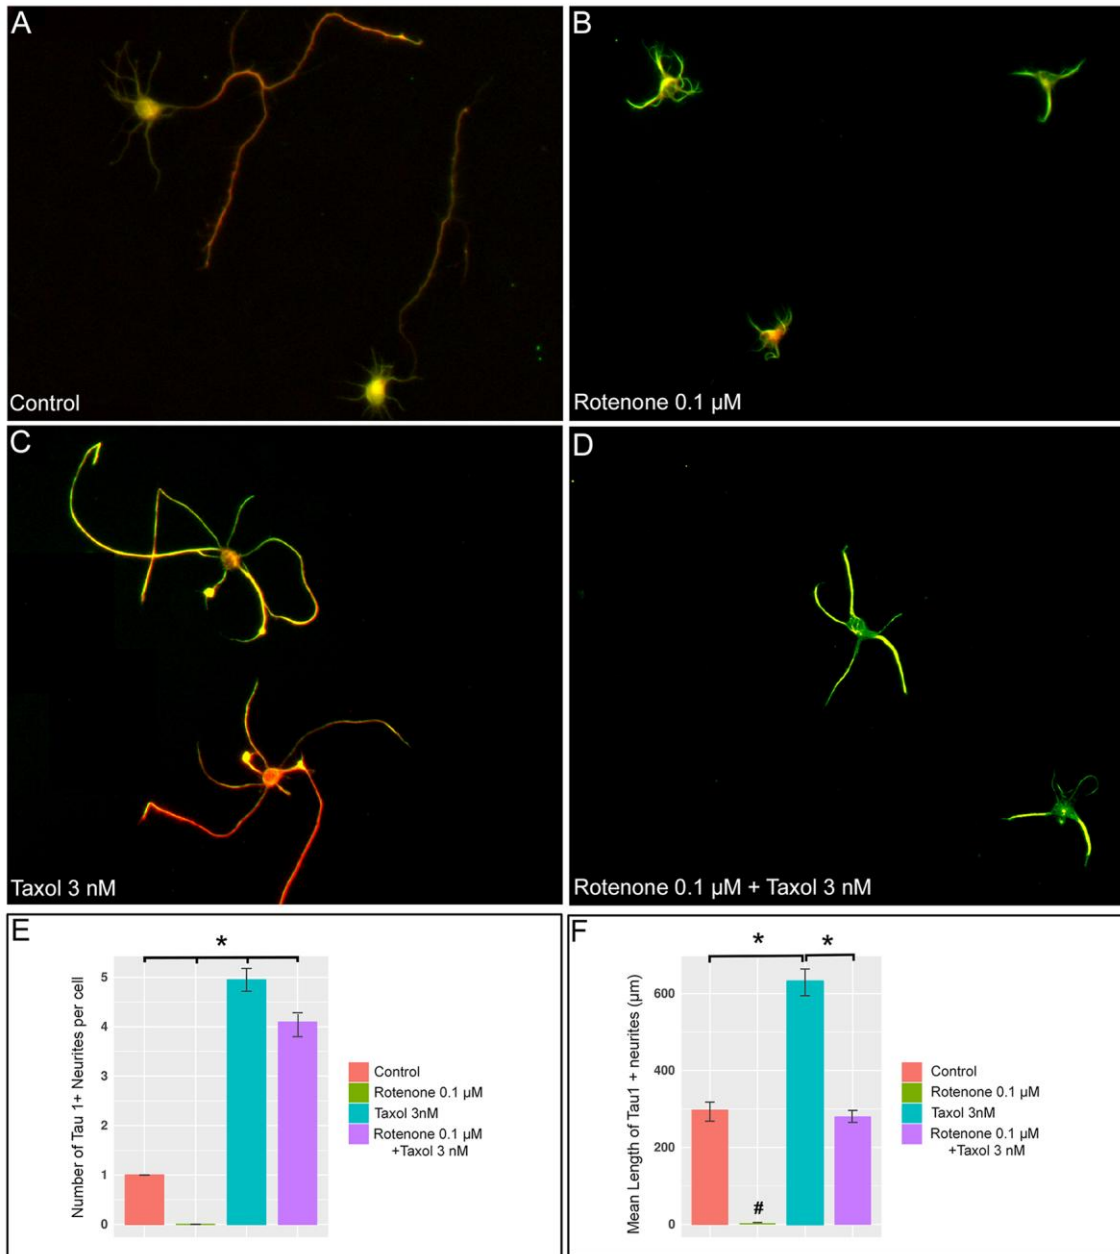 A
Control
B
Rotenone 0.1 µM
C
Taxol 3 nM
D
Rotenone 0.1 µM + Taxol 3 nM
E
*
Number of Tau 1+ Neurites per cell
5
4
3
2
1
0
Control
Rotenone 0.1 µM
Taxol 3nM
Rotenone 0.1 µM
+Taxol 3 nM
F
* *
Mean Length of Tau1 + neurites (µm)
600
400
200
0
#
Control
Rotenone 0.1 µM
Taxol 3nM
Rotenone 0.1 µM
+Taxol 3 nM